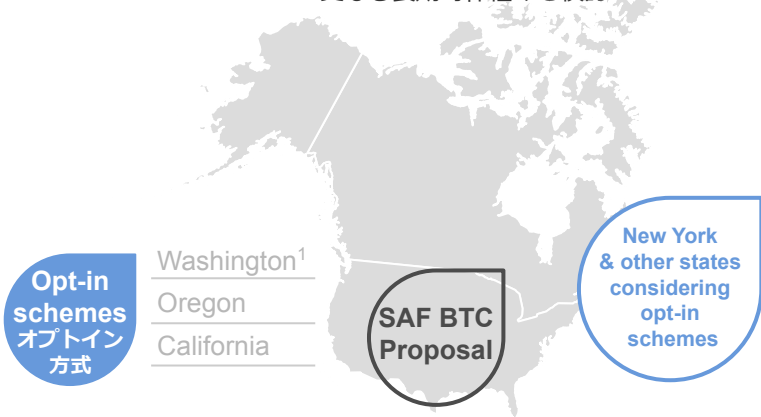 Washington¹
Oregon
California
Opt-in
schemes
オプトイン
方式
SAF BTC
Proposal
New York
& other states
considering
opt-in
schemes